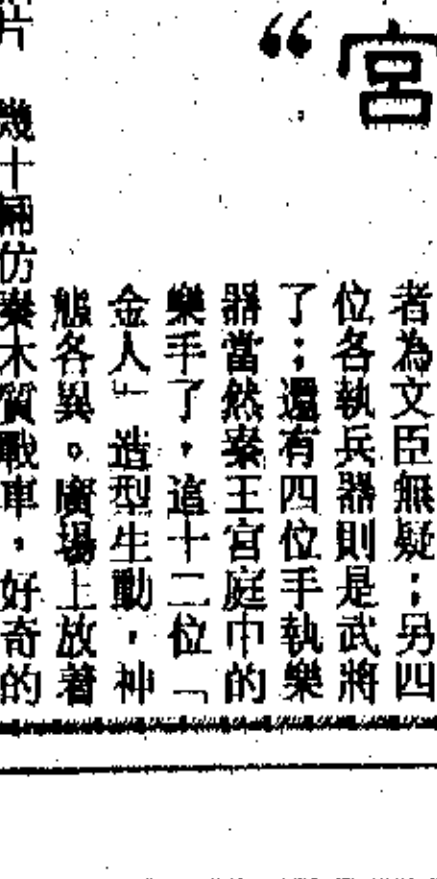 宮
“
者為文臣無疑；另四
位各執兵器則是武將
了；還有四位手執樂
器當然秦王宮庭中的
樂手了，這十二位「
金人」造型生動，神
態各異。廣場上放着
片　幾十輛仿秦木質戰車，好奇的